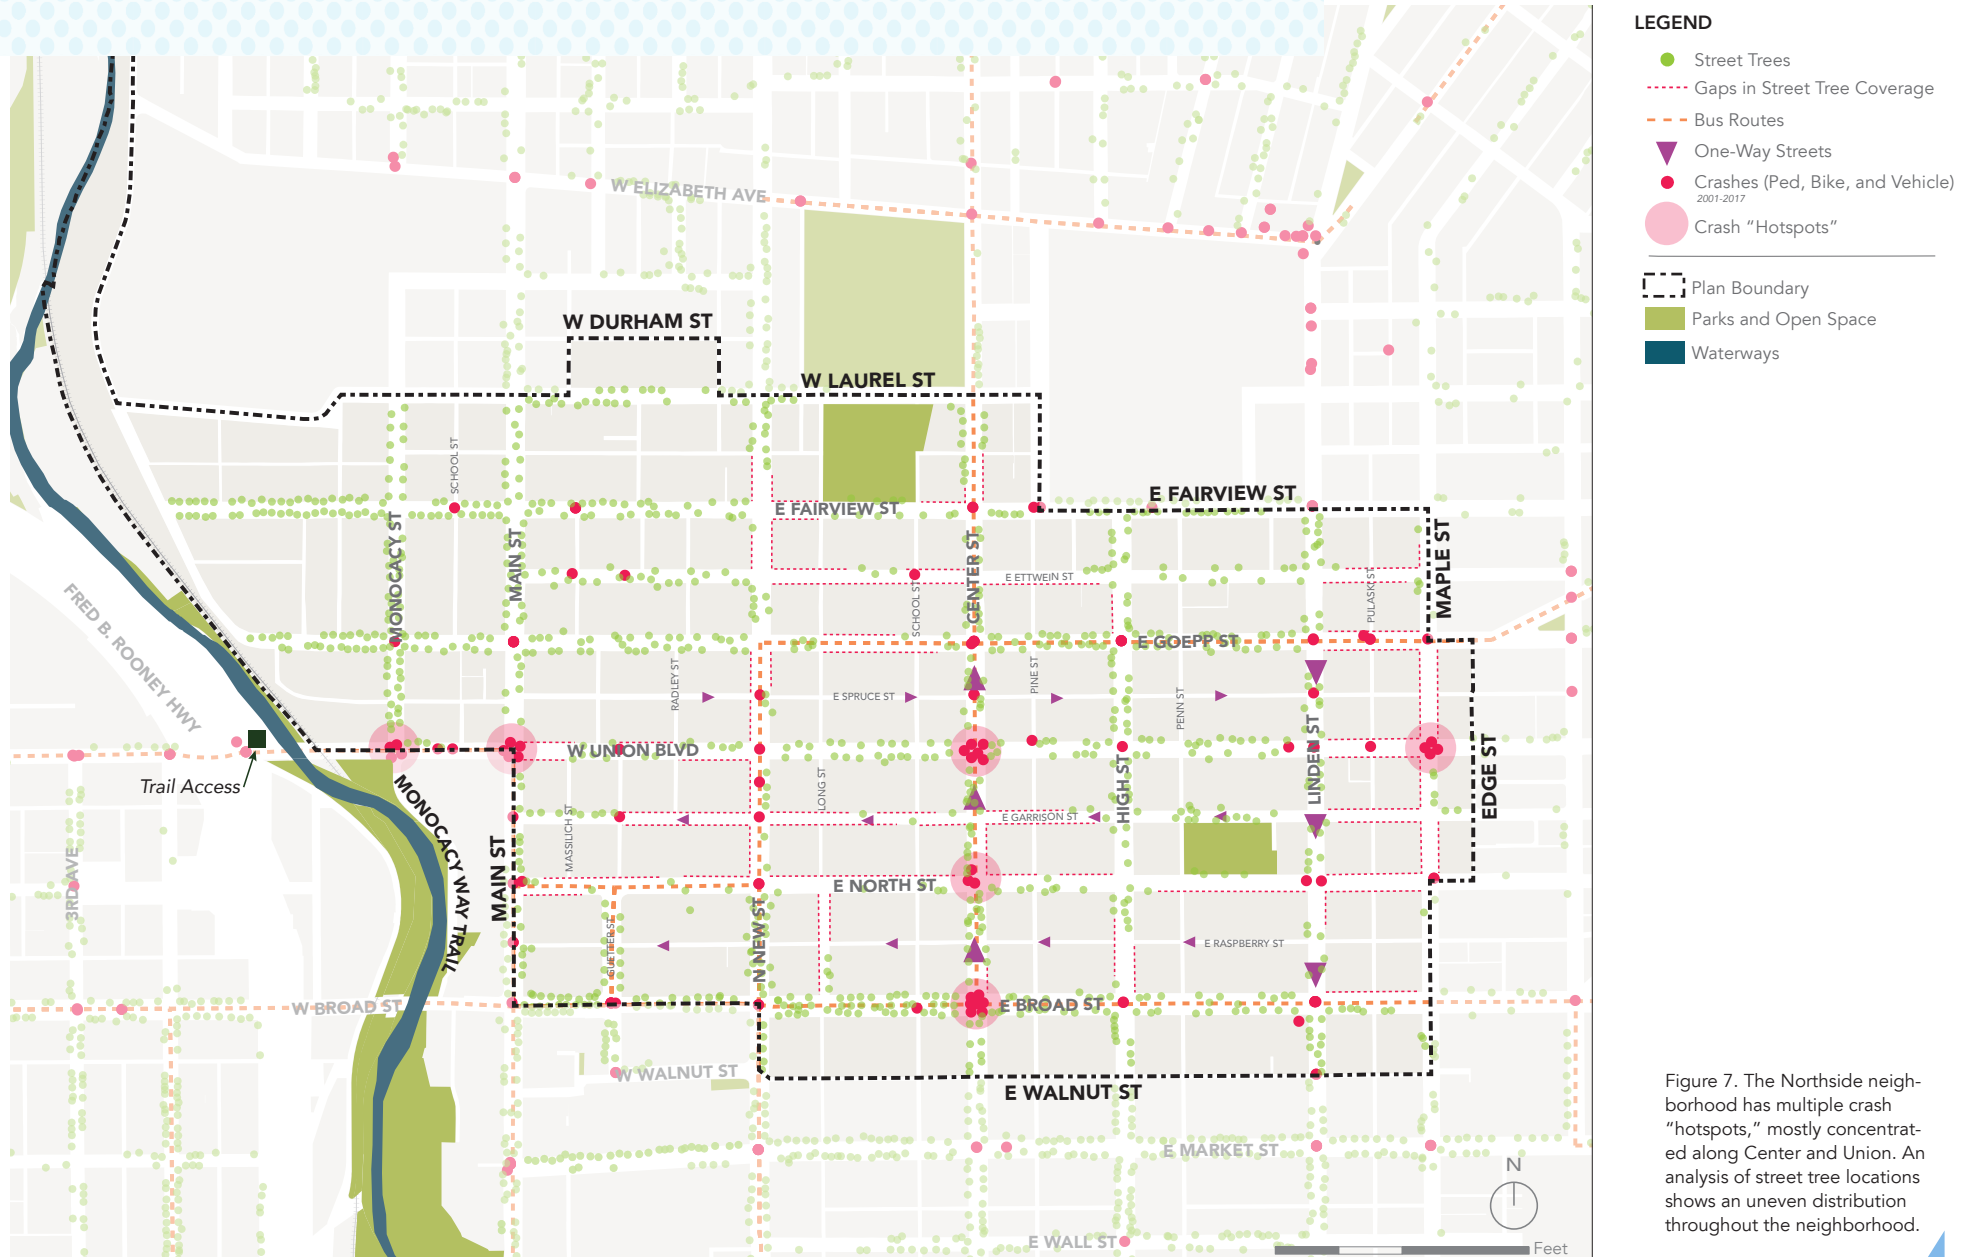 LEGEND
Street Trees
Gaps in Street Tree Coverage
Bus Routes
One-Way Streets
Crashes (Ped, Bike, and Vehicle)
2001-2017
Crash “Hotspots”
Plan Boundary
Parks and Open Space
Waterways
W ELIZABETH AVE
W DURHAM ST
W LAUREL ST
SCHOOL ST
E FAIRVIEW ST
E FAIRVIEW ST
MONOCACY ST
MAIN ST
CENTER ST
MAPLE ST
E ETTWEIN ST
SCHOOL ST
PULASKI ST
FRED B. ROONEY HWY
E GOEPP ST
RADLEY ST
E SPRUCE ST
PINE ST
PENN ST
LINDEN ST
W UNION BLVD
EDGE ST
Trail Access
LONG ST
HIGH ST
MASSILICH ST
E GARRISON ST
MONOCACY WAY TRAIL
3RD AVE
MAIN ST
E NORTH ST
GUETTER ST
N NEW ST
E RASPBERRY ST
W BROAD ST
E BROAD ST
W WALNUT ST
E WALNUT ST
E MARKET ST
E WALL ST
N
Feet
Figure 7. The Northside neigh-
borhood has multiple crash
“hotspots,” mostly concentrat-
ed along Center and Union. An
analysis of street tree locations
shows an uneven distribution
throughout the neighborhood.